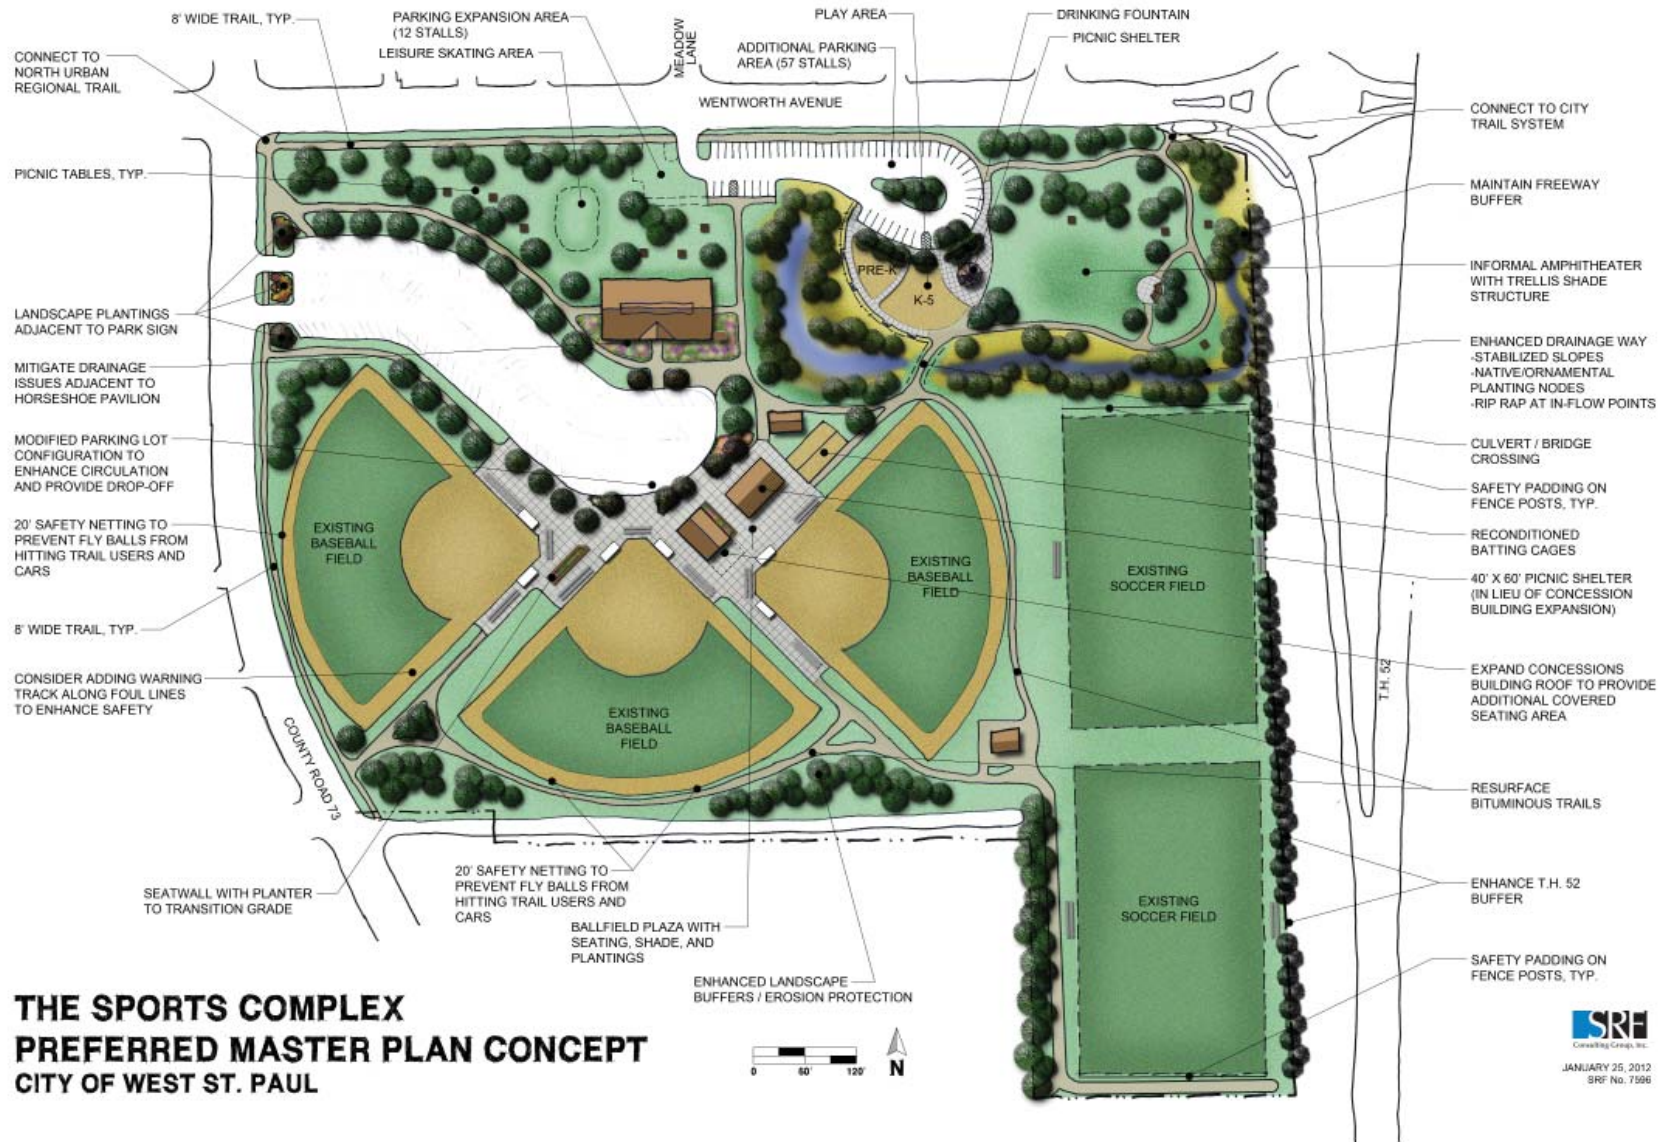 8' WIDE TRAIL, TYP.
PARKING EXPANSION AREA
(12 STALLS)
LEISURE SKATING AREA
MEADOW
LANE
PLAY AREA
ADDITIONAL PARKING
AREA (57 STALLS)
DRINKING FOUNTAIN
PICNIC SHELTER
WENTWORTH AVENUE
CONNECT TO
NORTH URBAN
REGIONAL TRAIL
PICNIC TABLES, TYP.
LANDSCAPE PLANTINGS
ADJACENT TO PARK SIGN
MITIGATE DRAINAGE
ISSUES ADJACENT TO
HORSESHOE PAVILION
MODIFIED PARKING LOT
CONFIGURATION TO
ENHANCE CIRCULATION
AND PROVIDE DROP-OFF
20' SAFETY NETTING TO
PREVENT FLY BALLS FROM
HITTING TRAIL USERS AND
CARS
8' WIDE TRAIL, TYP.
CONSIDER ADDING WARNING
TRACK ALONG FOUL LINES
TO ENHANCE SAFETY
COUNTY ROAD 73
SEATWALL WITH PLANTER
TO TRANSITION GRADE
20' SAFETY NETTING TO
PREVENT FLY BALLS FROM
HITTING TRAIL USERS AND
CARS
BALLFIELD PLAZA WITH
SEATING, SHADE, AND
PLANTINGS
ENHANCED LANDSCAPE
BUFFERS / EROSION PROTECTION
PRE-K
K-5
EXISTING
BASEBALL
FIELD
EXISTING
BASEBALL
FIELD
EXISTING
BASEBALL
FIELD
EXISTING
SOCCER FIELD
EXISTING
SOCCER FIELD
T.H. 52
CONNECT TO CITY
TRAIL SYSTEM
MAINTAIN FREEWAY
BUFFER
INFORMAL AMPHITHEATER
WITH TRELLIS SHADE
STRUCTURE
ENHANCED DRAINAGE WAY
-STABILIZED SLOPES
-NATIVE/ORNAMENTAL
PLANTING NODES
-RIP RAP AT IN-FLOW POINTS
CULVERT / BRIDGE
CROSSING
SAFETY PADDING ON
FENCE POSTS, TYP.
RECONDITIONED
BATTING CAGES
40' X 60' PICNIC SHELTER
(IN LIEU OF CONCESSION
BUILDING EXPANSION)
EXPAND CONCESSIONS
BUILDING ROOF TO PROVIDE
ADDITIONAL COVERED
SEATING AREA
RESURFACE
BITUMINOUS TRAILS
ENHANCE T.H. 52
BUFFER
SAFETY PADDING ON
FENCE POSTS, TYP.
THE SPORTS COMPLEX
PREFERRED MASTER PLAN CONCEPT
CITY OF WEST ST. PAUL
0 60' 120'
N
SRF
Consulting Group, Inc.
JANUARY 25, 2012
SRF No. 7596